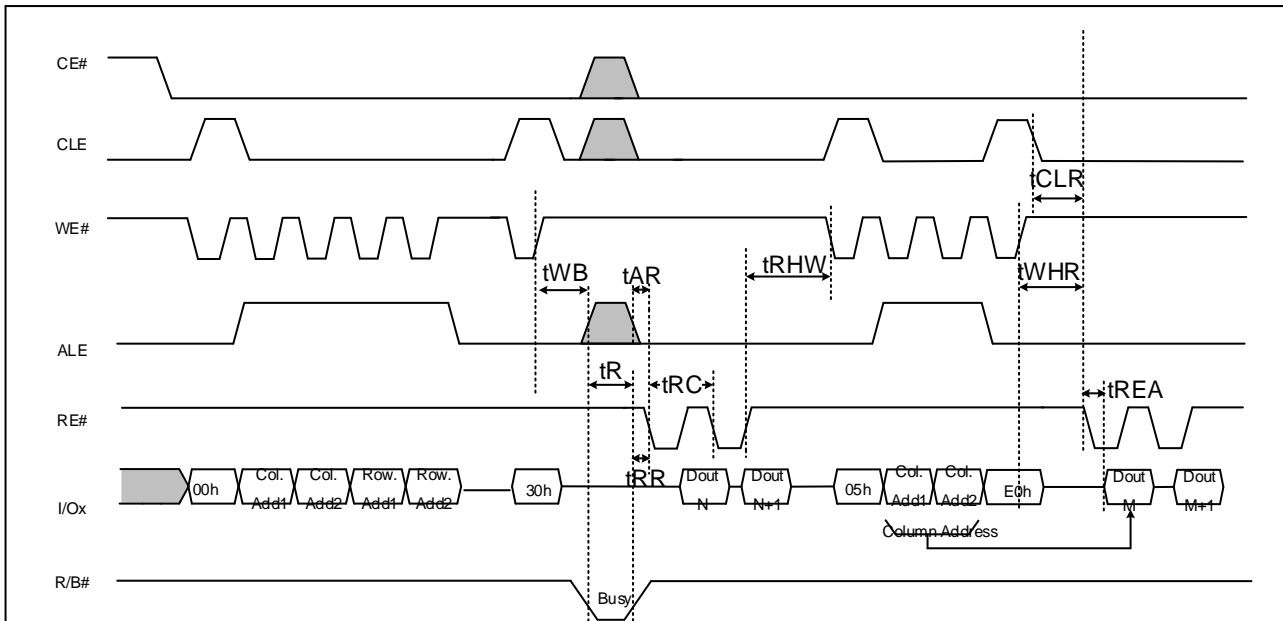 CE#
CLE
tCLR
WE#
tWB
tAR
tRHW
tWHR
ALE
tR
tRC
tREA
RE#
tRR
I/Ox
00h
Col. Add1
Col. Add2
Row. Add1
Row. Add2
30h
Dout N
Dout N+1
05h
Col. Add1
Col. Add2
E0h
Dout M
Dout M+1
Column Address
R/B#
Busy